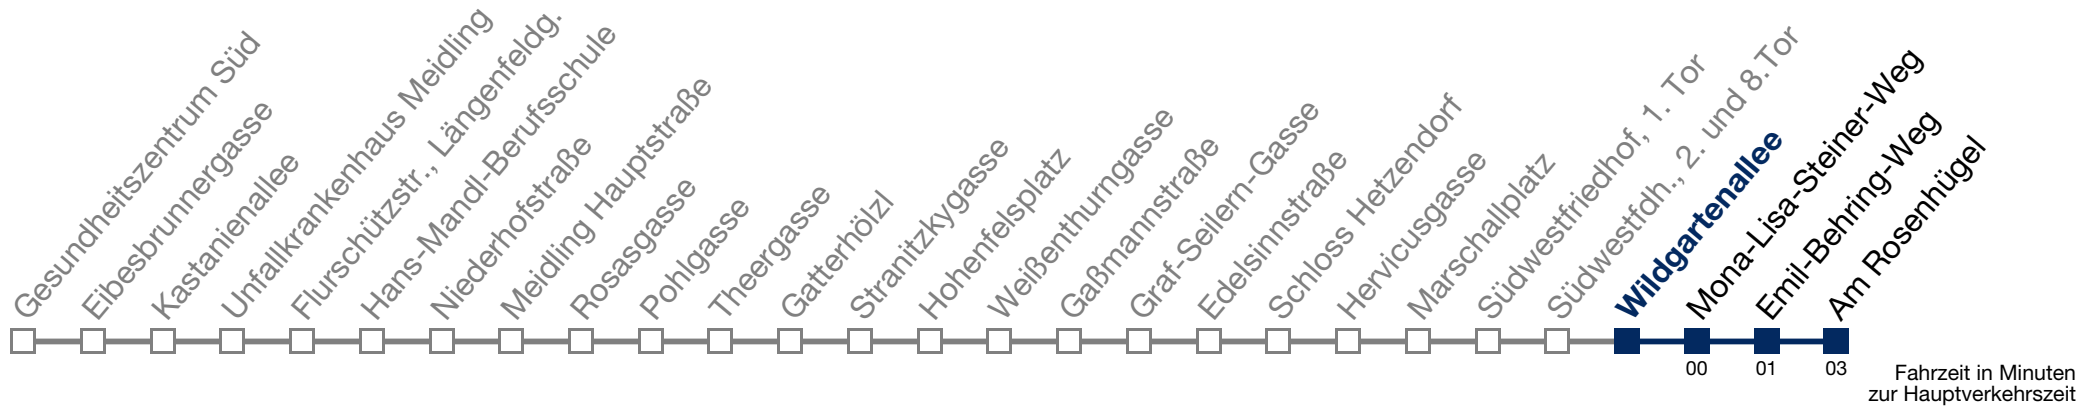 Gesundheitszentrum Süd
Eibesbrunnergasse
Kastanienallee
Unfallkrankenhaus Meidling
Flurschützstr., Längenfeldg.
Hans-Mandl-Berufsschule
Niederhofstraße
Meidling Hauptstraße
Rosasgasse
Pohlgasse
Theergasse
Gatterhölzl
Stranitzkygasse
Hohenfelsplatz
Weißenthurngasse
Gaßmannstraße
Graf-Seilern-Gasse
Edelsinnstraße
Schloss Hetzendorf
Hervicusgasse
Marschallplatz
Südwestfriedhof, 1. Tor
Südwestfdh., 2. und 8.Tor
Wildgartenallee
Mona-Lisa-Steiner-Weg
Emil-Behring-Weg
Am Rosenhügel
00
01
03
Fahrzeit in Minuten
zur Hauptverkehrszeit